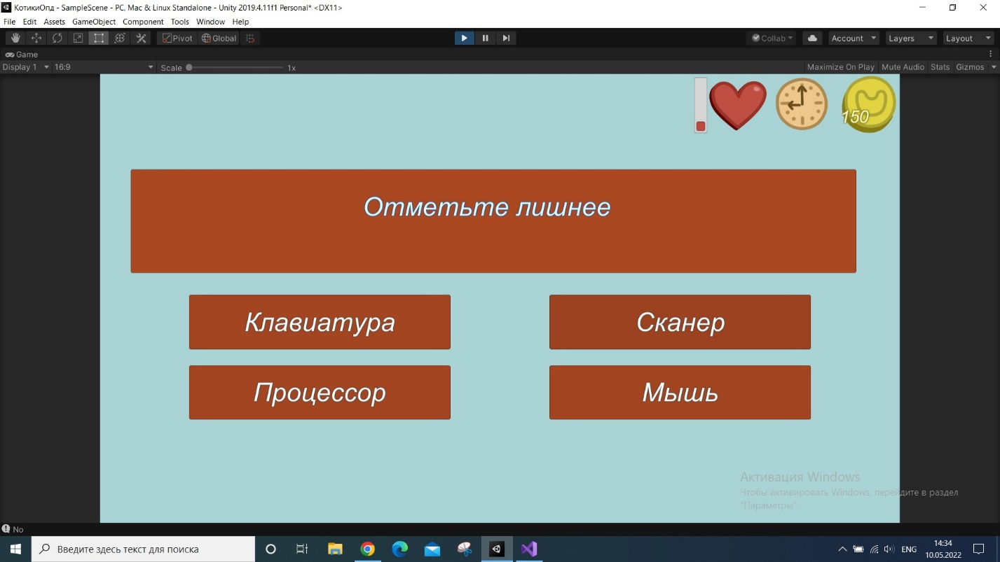 КотикиОпд - SampleScene - PC, Mac & Linux Standalone - Unity 2019.4.11f1 Personal* <DX11>
File Edit Assets GameObject Component Tools Window Help
Pivot Global Collab Account Layers Layout
Game
Display 1 16:9 Scale 1x Maximize On Play Mute Audio Stats Gizmos
150
Отметьте лишнее
Клавиатура Сканер
Процессор Мышь
Активация Windows
Чтобы активировать Windows, перейдите в раздел
"Параметры".
No
Введите здесь текст для поиска ENG 14:34
10.05.2022